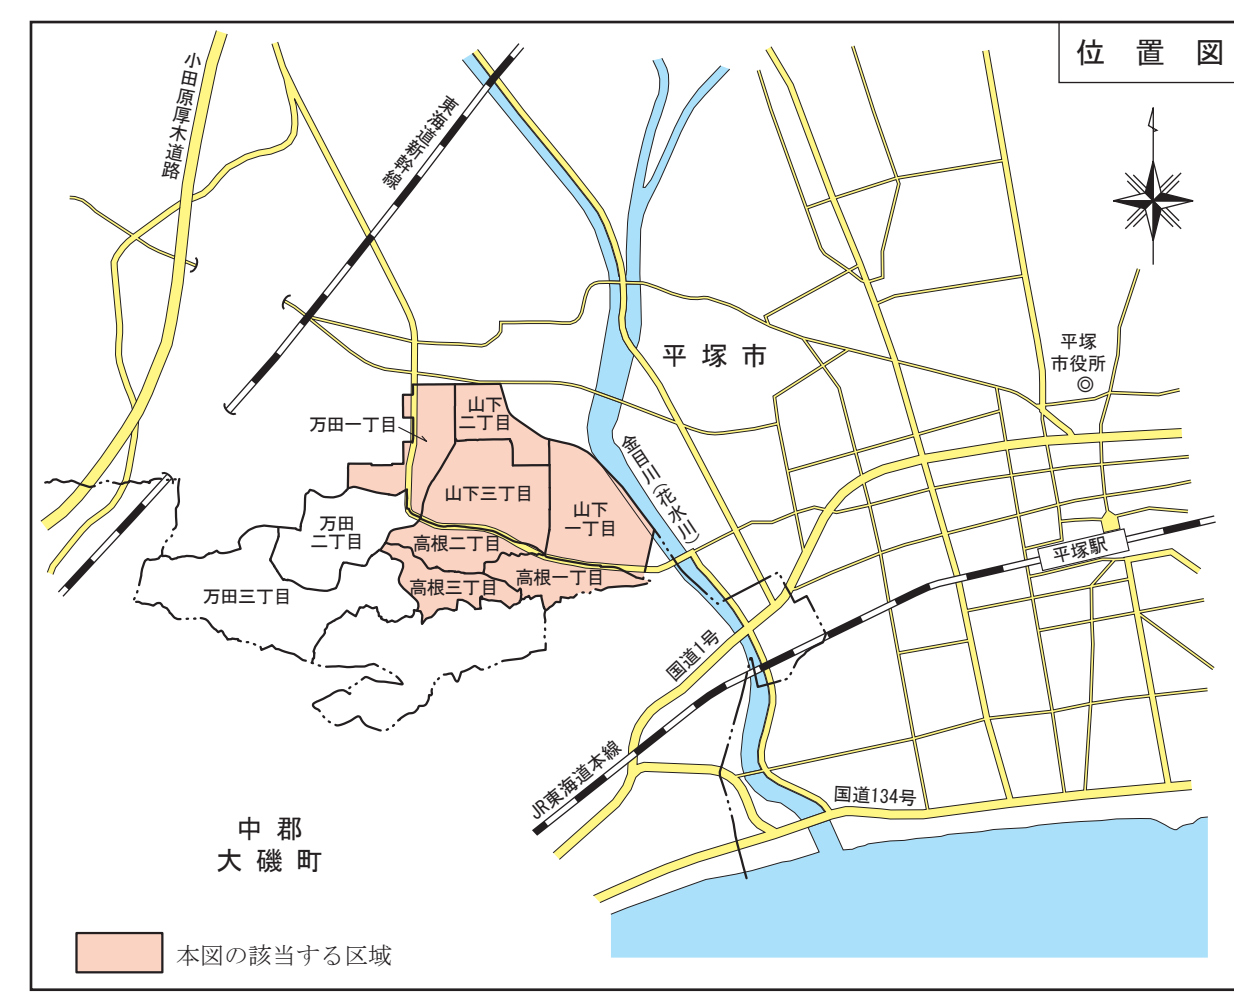 位置図
小田原厚木道路
東海道新幹線
平塚市
平塚
市役所
万田一丁目
山下
二丁目
金目川(花水川)
山下三丁目
山下
一丁目
万田
二丁目
高根二丁目
平塚駅
高根一丁目
高根三丁目
万田三丁目
国道1号
JR東海道本線
国道134号
中郡
大磯町
本図の該当する区域